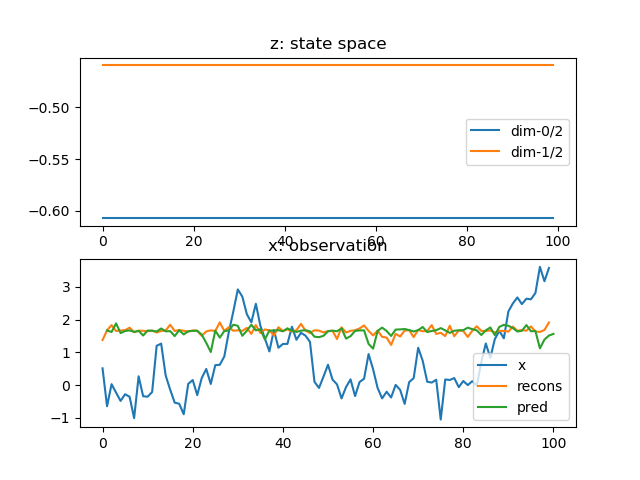 z: state space
−0.50
−0.55
−0.60
dim-0/2
dim-1/2
0 20 40 60 80 100
x: observation
3
2
1
0
−1
x
recons
pred
0 20 40 60 80 100